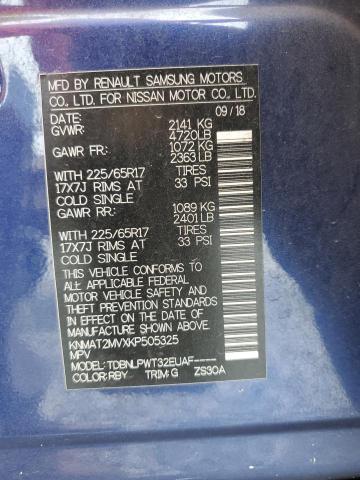 MFD BY RENAULT SAMSUNG MOTORS
CO., LTD. FOR NISSAN MOTOR CO., LTD.
DATE: 09/18
GVWR: 2141 KG
4720LB
GAWR FR: 1072 KG
2363LB
WITH 225/65R17 TIRES
17X7J RIMS AT 33 PSI
COLD SINGLE
GAWR RR: 1089 KG
2401LB
WITH 225/65R17 TIRES
17X7J RIMS AT 33 PSI
COLD SINGLE
THIS VEHICLE CONFORMS TO
ALL APPLICABLE FEDERAL
MOTOR VEHICLE SAFETY AND
THEFT PREVENTION STANDARDS
IN EFFECT ON THE DATE OF
MANUFACTURE SHOWN ABOVE.
KNMAT2MVXKP505325
MPV
MODEL:TDBNLPWT32EUAF----
COLOR:RBY TRIM:G ZS30A